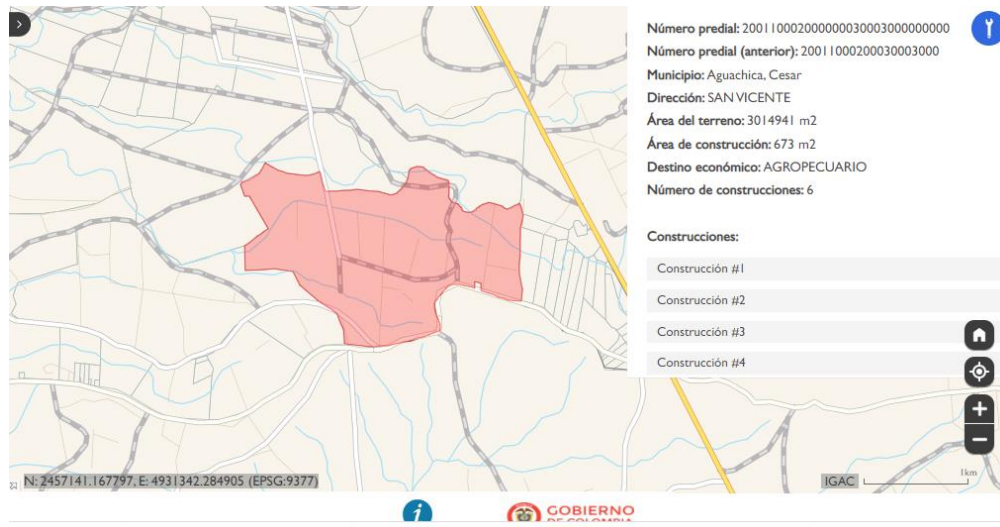 Número predial: 200110002000000030003000000000
Número predial (anterior): 20011000200030003000
Municipio: Aguachica, Cesar
Dirección: SAN VICENTE
Área del terreno: 3014941 m2
Área de construcción: 673 m2
Destino económico: AGROPECUARIO
Número de construcciones: 6
Construcciones:
Construcción #1
Construcción #2
Construcción #3
Construcción #4
N: 2457141.167797, E: 4931342.284905 (EPSG:9377)
IGAC
1km
GOBIERNO
DE COLOMBIA